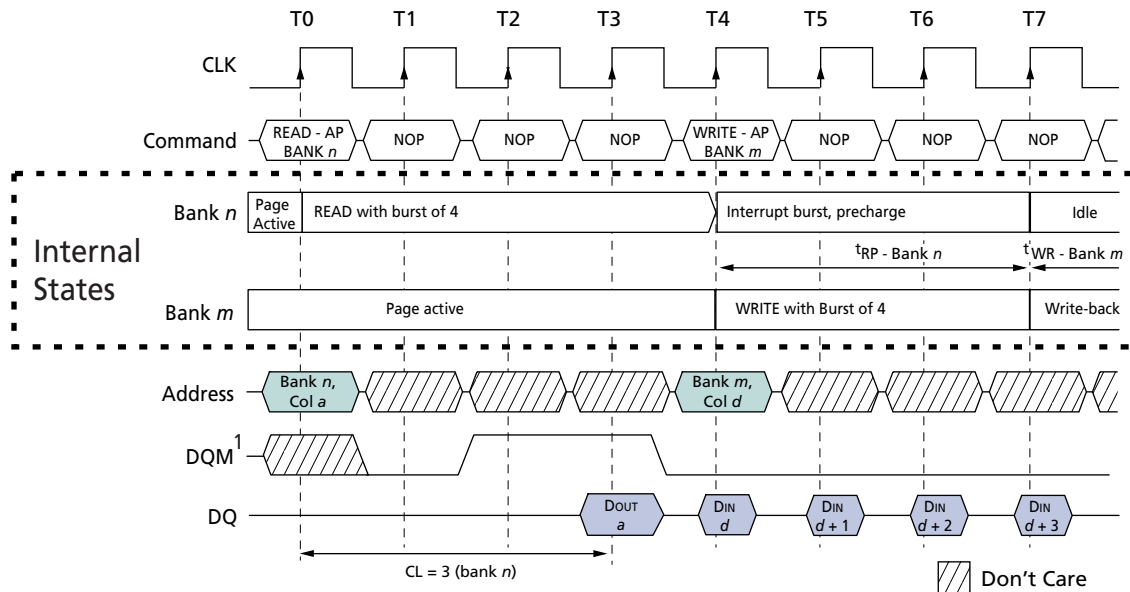 T0 T1 T2 T3 T4 T5 T6 T7
CLK
Command
READ - AP
BANK n
NOP
NOP
NOP
WRITE - AP
BANK m
NOP
NOP
NOP
Internal
States
Bank n
Page
Active
READ with burst of 4
Interrupt burst, precharge
Idle
tRP - Bank n
tWR - Bank m
Bank m
Page active
WRITE with Burst of 4
Write-back
Address
Bank n,
Col a
Bank m,
Col d
DQM1
DQ
DOUT
a
DIN
d
DIN
d + 1
DIN
d + 2
DIN
d + 3
CL = 3 (bank n)
Don't Care